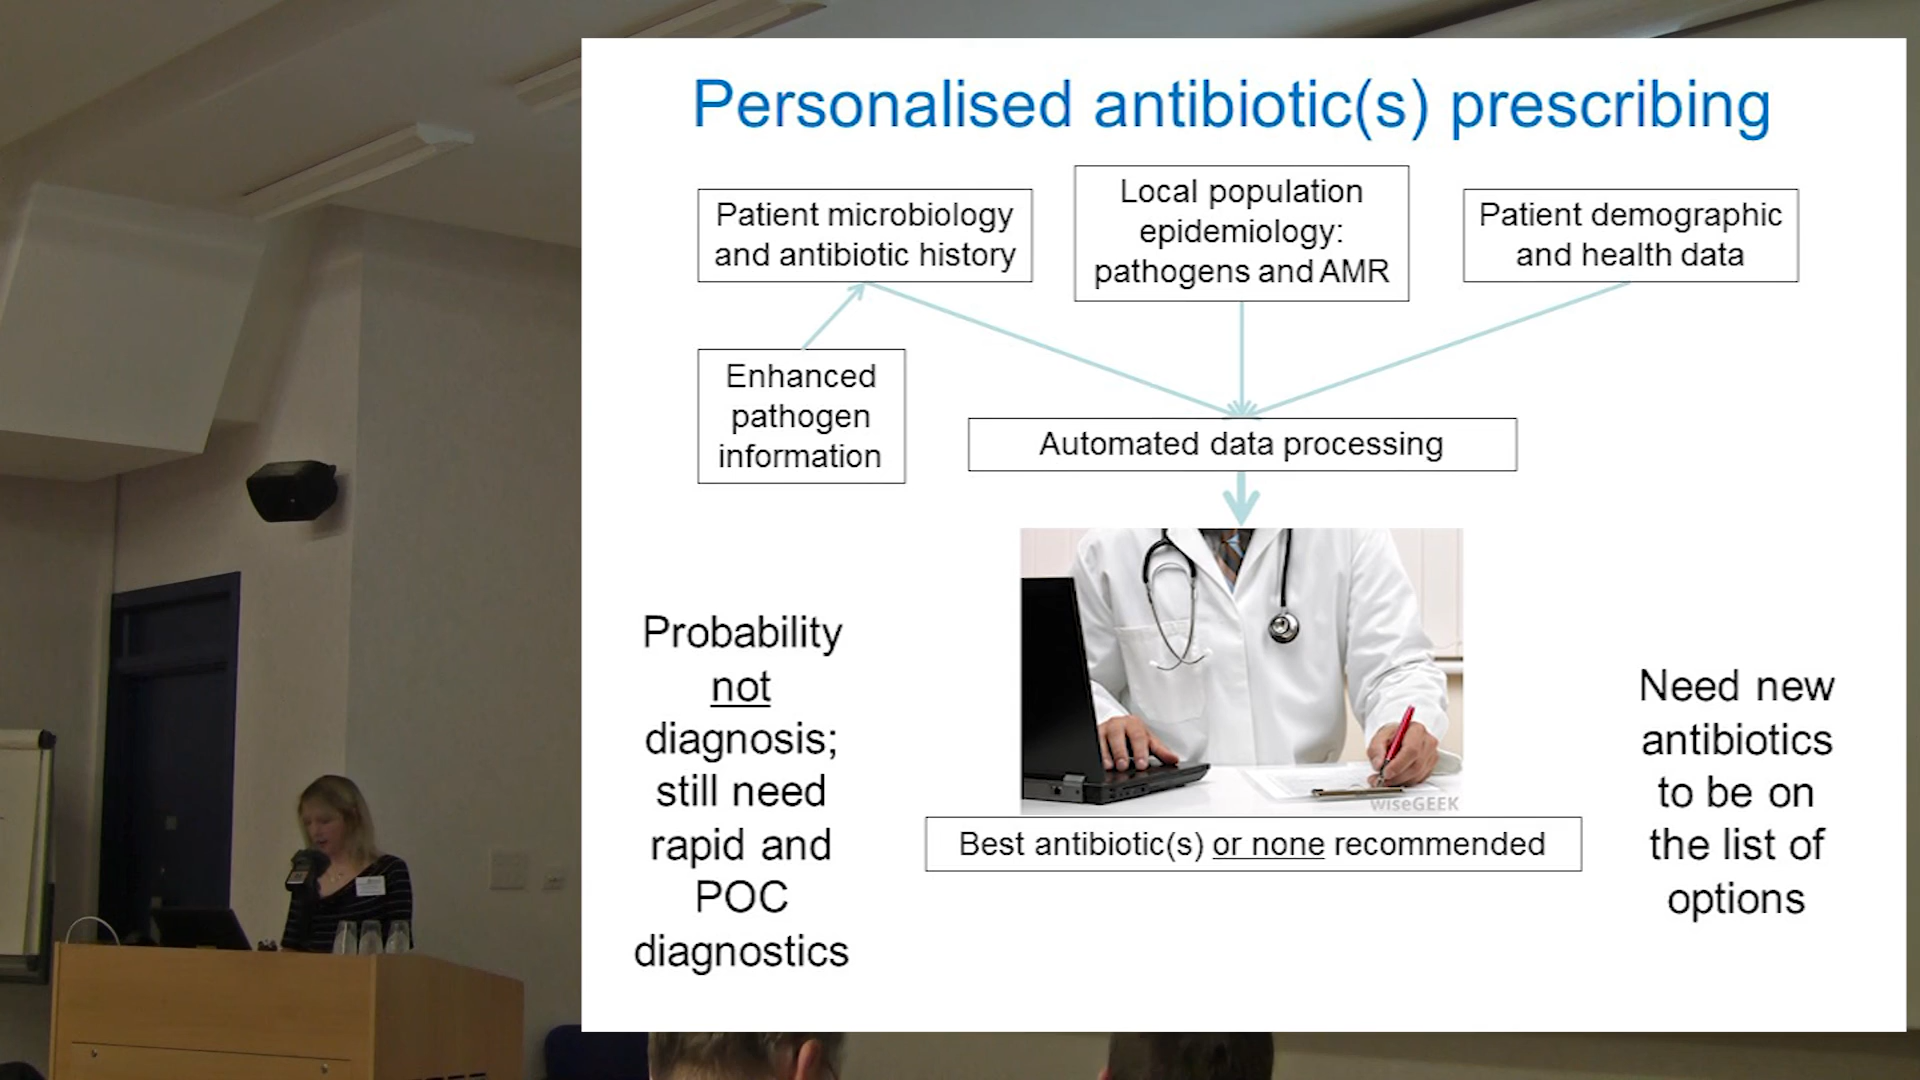 Personalised antibiotic(s) prescribing
Patient microbiology
and antibiotic history
Local population
epidemiology:
pathogens and AMR
Patient demographic
and health data
Enhanced
pathogen
information
Automated data processing
Probability
not
diagnosis;
still need
rapid and
POC
diagnostics
wiseGEEK
Best antibiotic(s) or none recommended
Need new
antibiotics
to be on
the list of
options